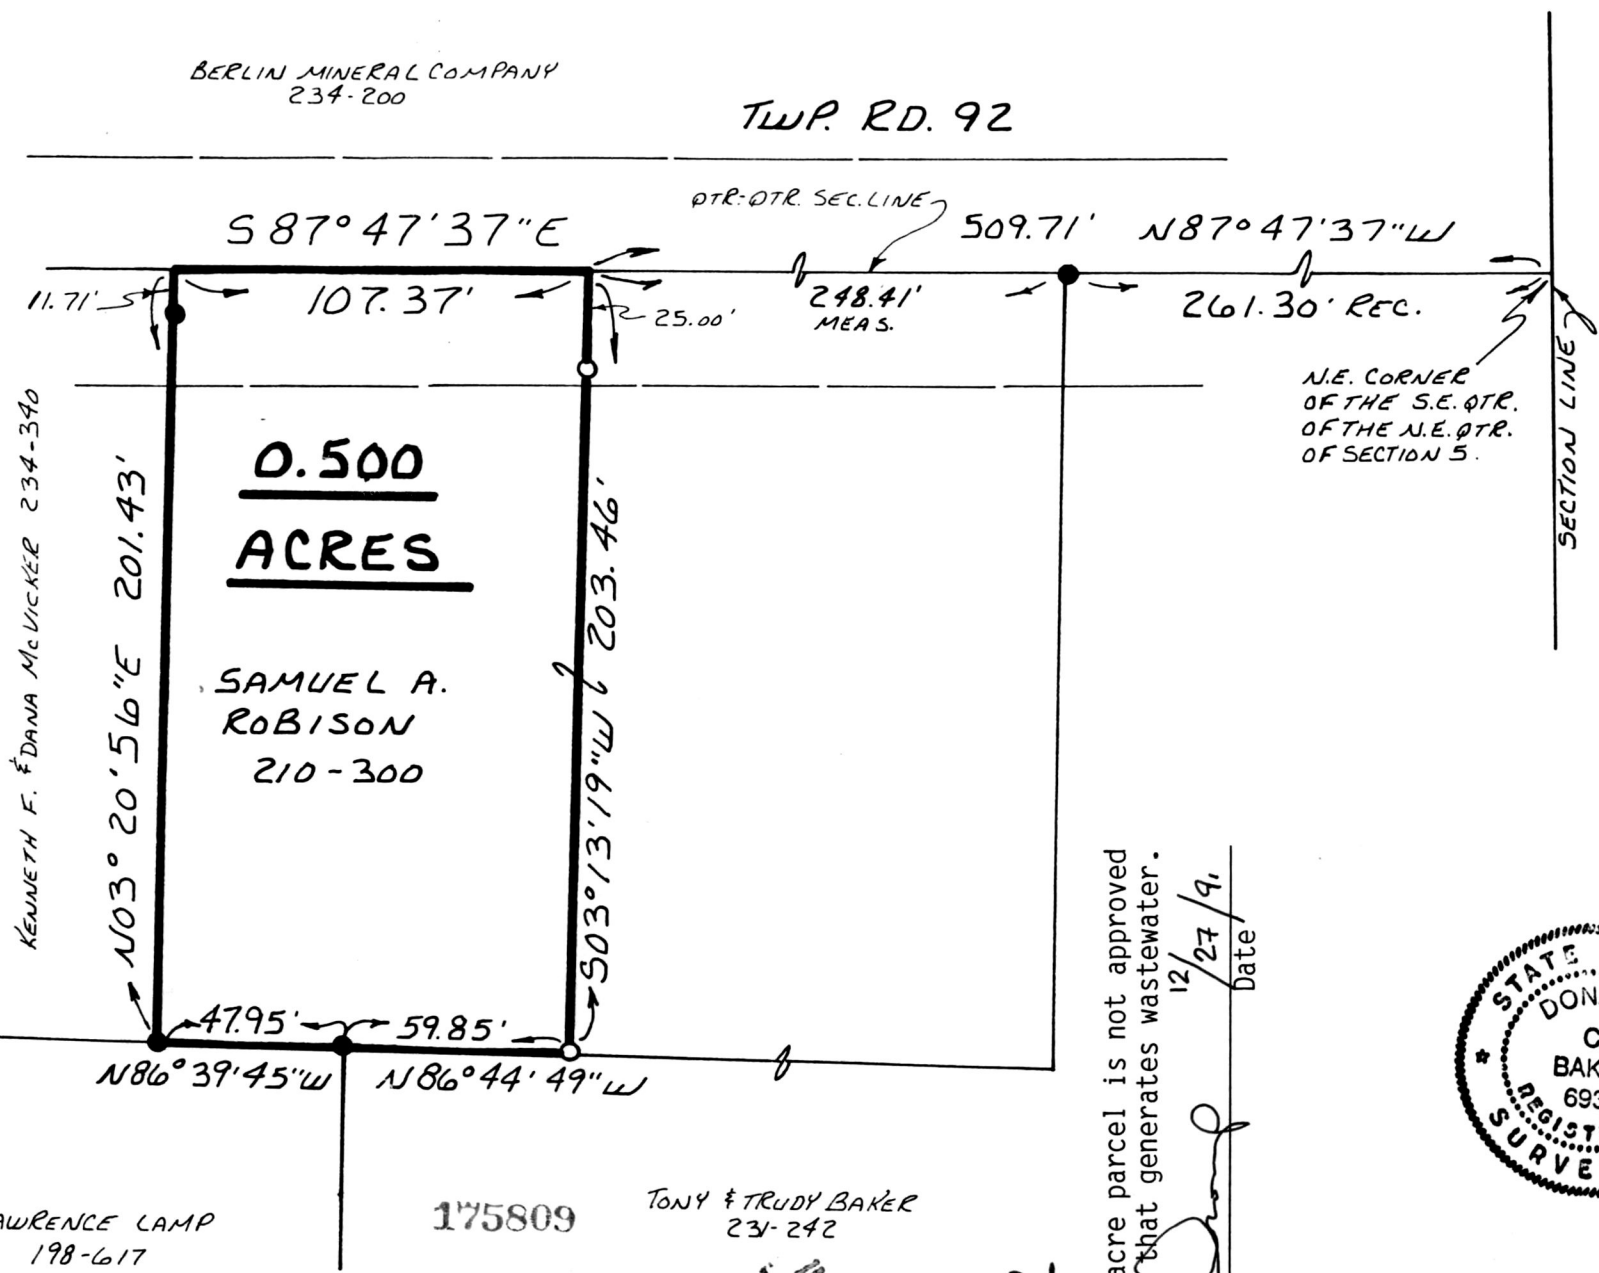 BERLIN MINERAL COMPANY
234-200
TWP. RD. 92
QTR-QTR. SEC. LINE
S 87° 47' 37" E
509.71' N 87° 47' 37" W
11.71'
107.37'
25.00'
248.41'
MEAS.
261.30' REC.
N.E. CORNER
OF THE S.E. QTR.
OF THE N.E. QTR.
OF SECTION 5.
SECTION LINE
KENNETH F. & DANA McVICKER 234-340
N03° 20' 56" E 201.43'
0.500
ACRES
SAMUEL A.
ROBISON
210-300
S03° 13' 19" W 203.46'
47.95'
59.85'
N86° 39' 45" W
N86° 44' 49" W
acre parcel is not approved
that generates wastewater.
12/27/91
Date
STATE
DON
C
BAK
693
REGIST
SURVE
175809
TONY & TRUDY BAKER
231-242
AWRENCE LAMP
198-617